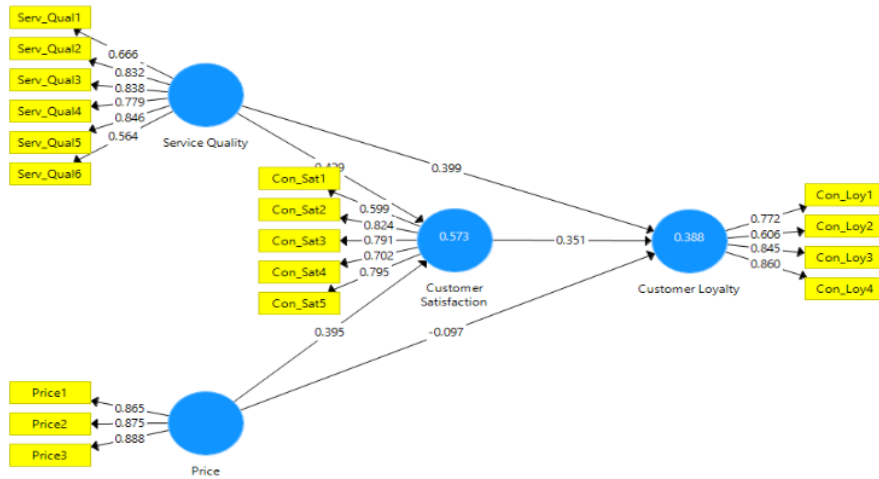 Serv_Qual1
Serv_Qual2
Serv_Qual3
Serv_Qual4
Serv_Qual5
Serv_Qual6
0.666
0.832
0.838
0.779
0.846
0.564
Service Quality
0.399
Con_Sat1
Con_Sat2
Con_Sat3
Con_Sat4
Con_Sat5
0.599
0.824
0.791
0.702
0.795
0.573
Customer
Satisfaction
0.351
0.388
Customer Loyalty
0.772
0.606
0.845
0.860
Con_Loy1
Con_Loy2
Con_Loy3
Con_Loy4
0.395
-0.097
Price1
Price2
Price3
0.865
0.875
0.888
Price